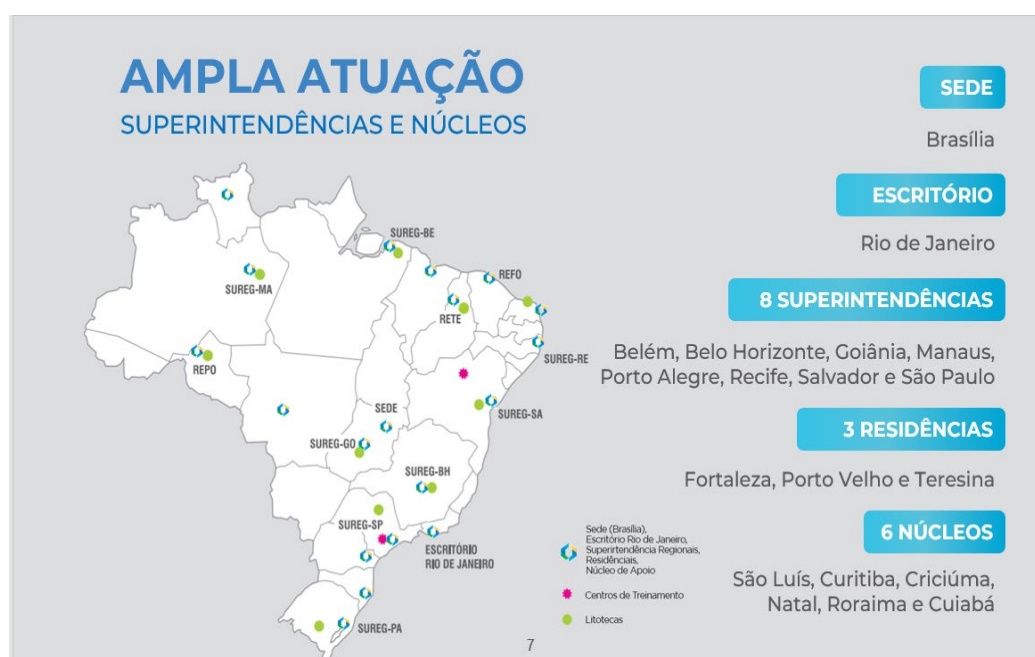 AMPLA ATUAÇÃO
SUPERINTENDÊNCIAS E NÚCLEOS
SUREG-BE
REFO
SUREG-MA
RETE
SUREG-RE
REPO
SEDE
SUREG-SA
SUREG-GO
SUREG-BH
SUREG-SP
ESCRITÓRIO
RIO DE JANEIRO
SUREG-PA
Sede (Brasília),
Escritório Rio de Janeiro,
Superirtendência Regionais,
Residênciais,
Núcleo de Apoio
Centros de Treinamento
Litotecas
SEDE
Brasília
ESCRITÓRIO
Rio de Janeiro
8 SUPERINTENDÊNCIAS
Belém, Belo Horizonte, Goiânia, Manaus,
Porto Alegre, Recife, Salvador e São Paulo
3 RESIDÊNCIAS
Fortaleza, Porto Velho e Teresina
6 NÚCLEOS
São Luís, Curitiba, Criciúma,
Natal, Roraima e Cuiabá
7